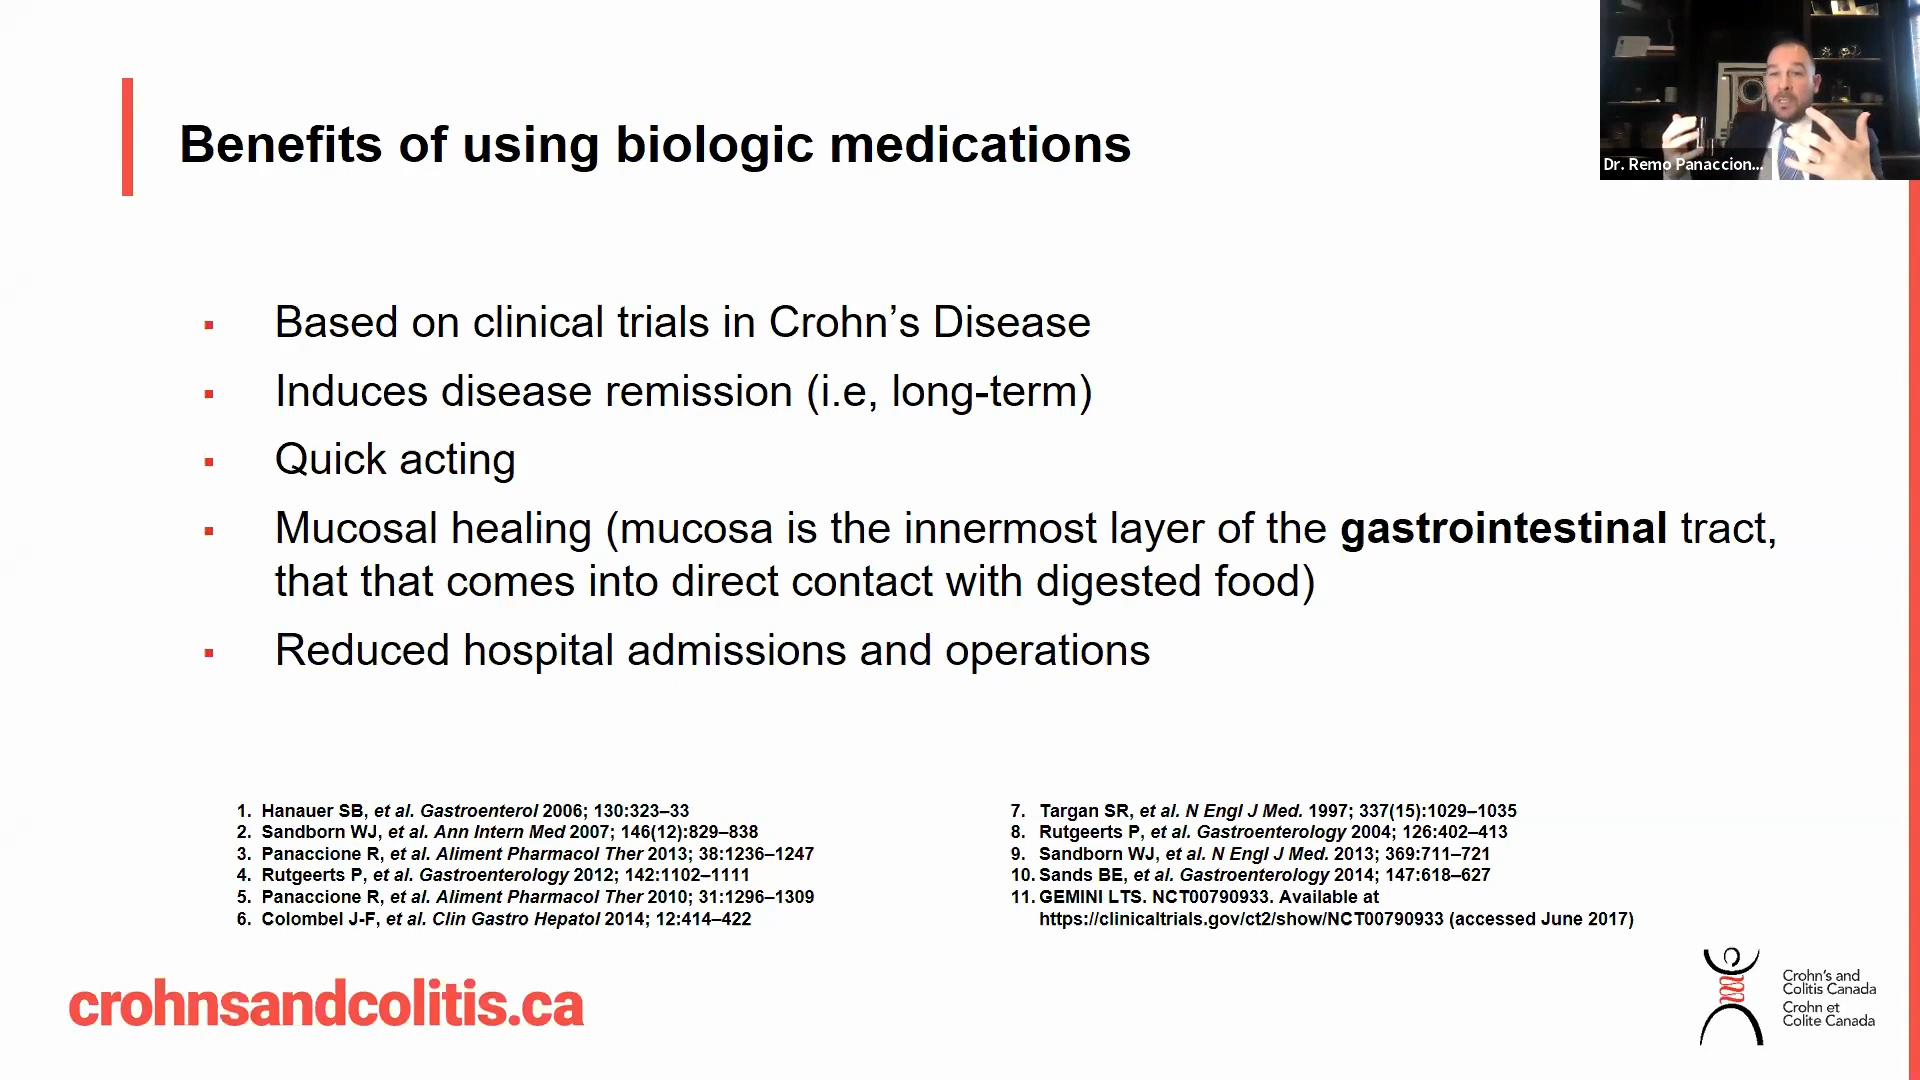 Benefits of using biologic medications
Dr. Remo Panaccion...
▪ Based on clinical trials in Crohn’s Disease
▪ Induces disease remission (i.e, long-term)
▪ Quick acting
▪ Mucosal healing (mucosa is the innermost layer of the gastrointestinal tract,
that that comes into direct contact with digested food)
▪ Reduced hospital admissions and operations
1. Hanauer SB, et al. Gastroenterol 2006; 130:323–33
2. Sandborn WJ, et al. Ann Intern Med 2007; 146(12):829–838
3. Panaccione R, et al. Aliment Pharmacol Ther 2013; 38:1236–1247
4. Rutgeerts P, et al. Gastroenterology 2012; 142:1102–1111
5. Panaccione R, et al. Aliment Pharmacol Ther 2010; 31:1296–1309
6. Colombel J-F, et al. Clin Gastro Hepatol 2014; 12:414–422
7. Targan SR, et al. N Engl J Med. 1997; 337(15):1029–1035
8. Rutgeerts P, et al. Gastroenterology 2004; 126:402–413
9. Sandborn WJ, et al. N Engl J Med. 2013; 369:711–721
10. Sands BE, et al. Gastroenterology 2014; 147:618–627
11. GEMINI LTS. NCT00790933. Available at
https://clinicaltrials.gov/ct2/show/NCT00790933 (accessed June 2017)
crohnsandcolitis.ca
Crohn's and
Colitis Canada
Crohn et
Colite Canada